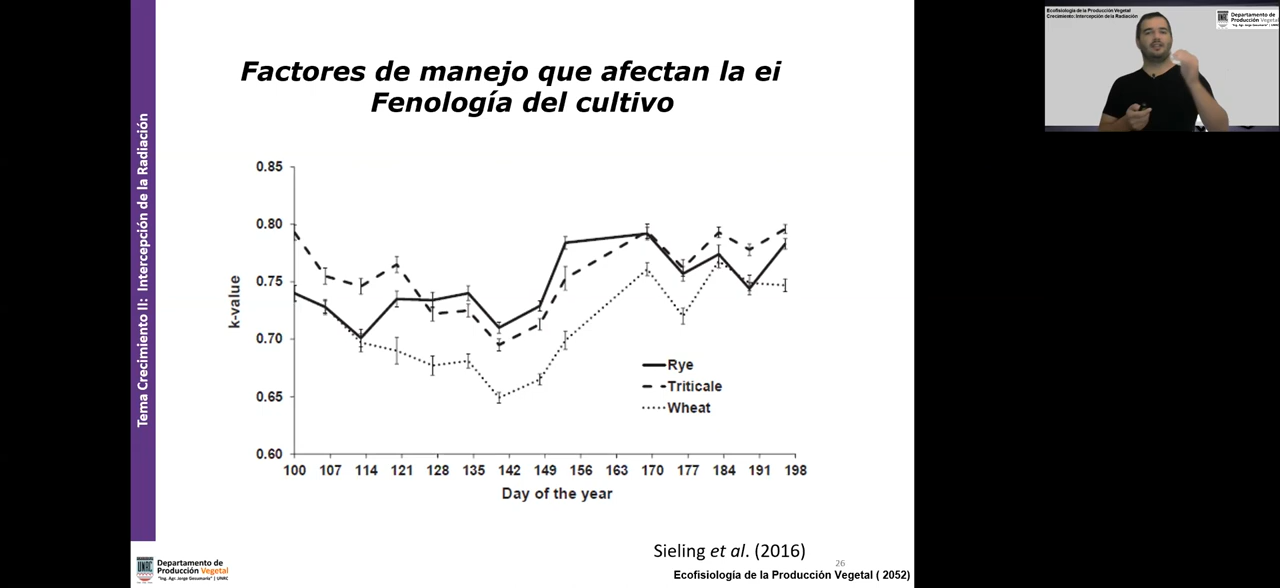 Factores de manejo que afectan la ei
Fenología del cultivo
Tema Crecimiento II: Intercepción de la Radiación
0.85
0.80
0.75
0.70
0.65
0.60
k-value
Rye
Triticale
Wheat
100 107 114 121 128 135 142 149 156 163 170 177 184 191 198
Day of the year
Sieling et al. (2016)
26
Ecofisiología de la Producción Vegetal ( 2052)
UNRC
Departamento de
Producción Vegetal
"Ing. Agr. Jorge Gesumaría" | UNRC
Ecofisiología de la Producción Vegetal
Crecimiento: Intercepción de la Radiación
Departamento de
Producción Vegetal